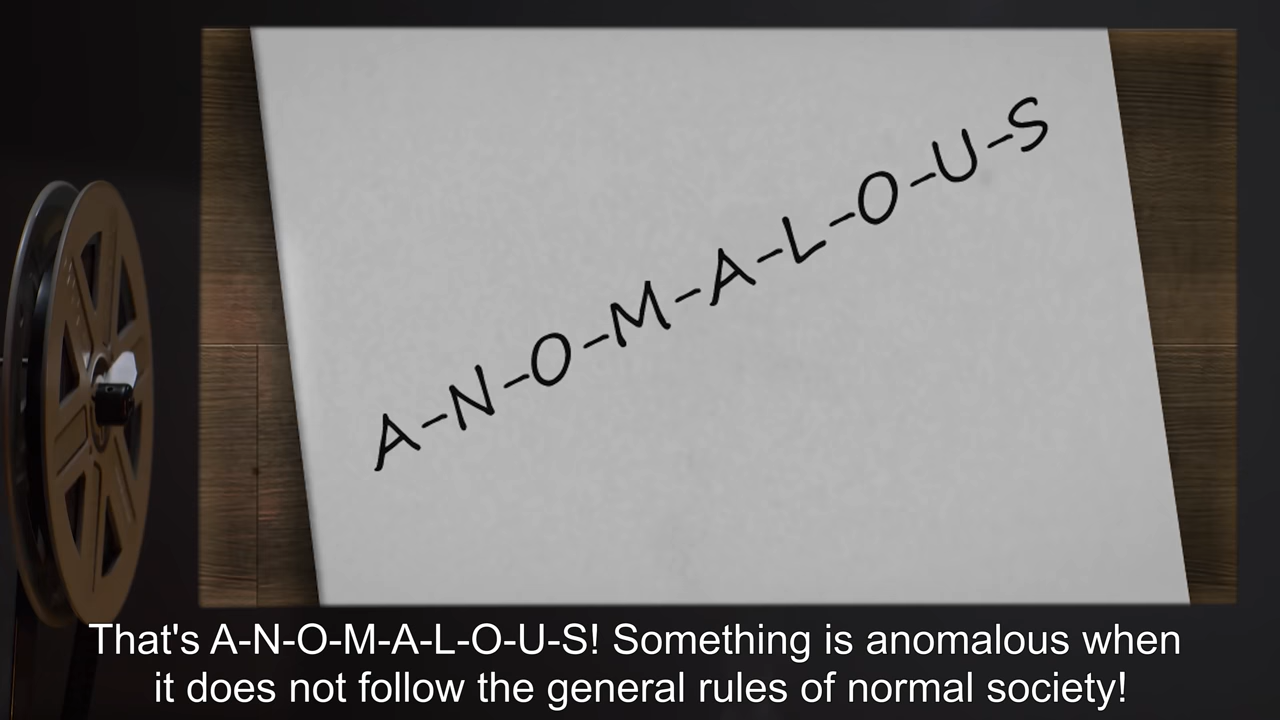 A-N-O-M-A-L-O-U-S
That's A-N-O-M-A-L-O-U-S! Something is anomalous when
it does not follow the general rules of normal society!